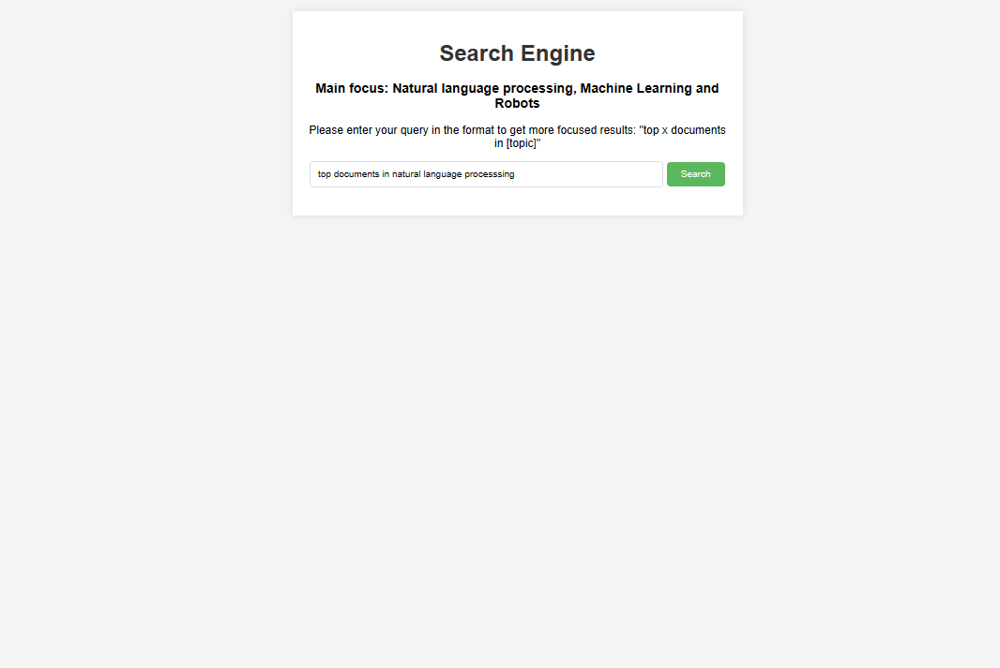 Search Engine
Main focus: Natural language processing, Machine Learning and
Robots
Please enter your query in the format to get more focused results: "top x documents
in [topic]"
top documents in natural language processsing Search